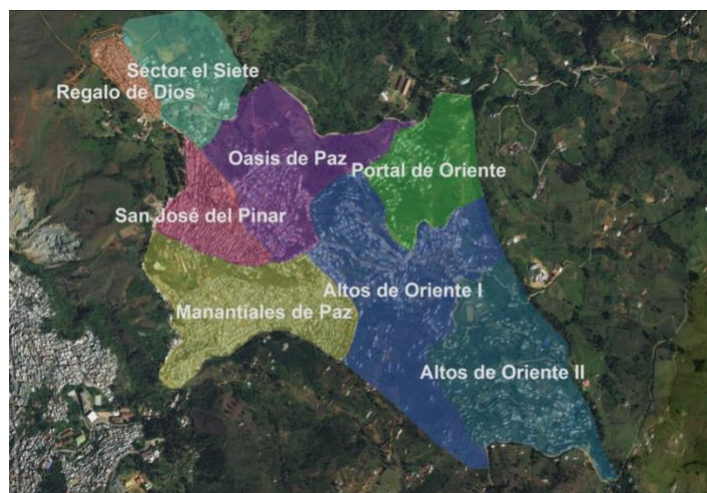 Sector el Siete
Regalo de Dios
Oasis de Paz
Portal de Oriente
San José del Pinar
Altos de Oriente I
Manantiales de Paz
Altos de Oriente II